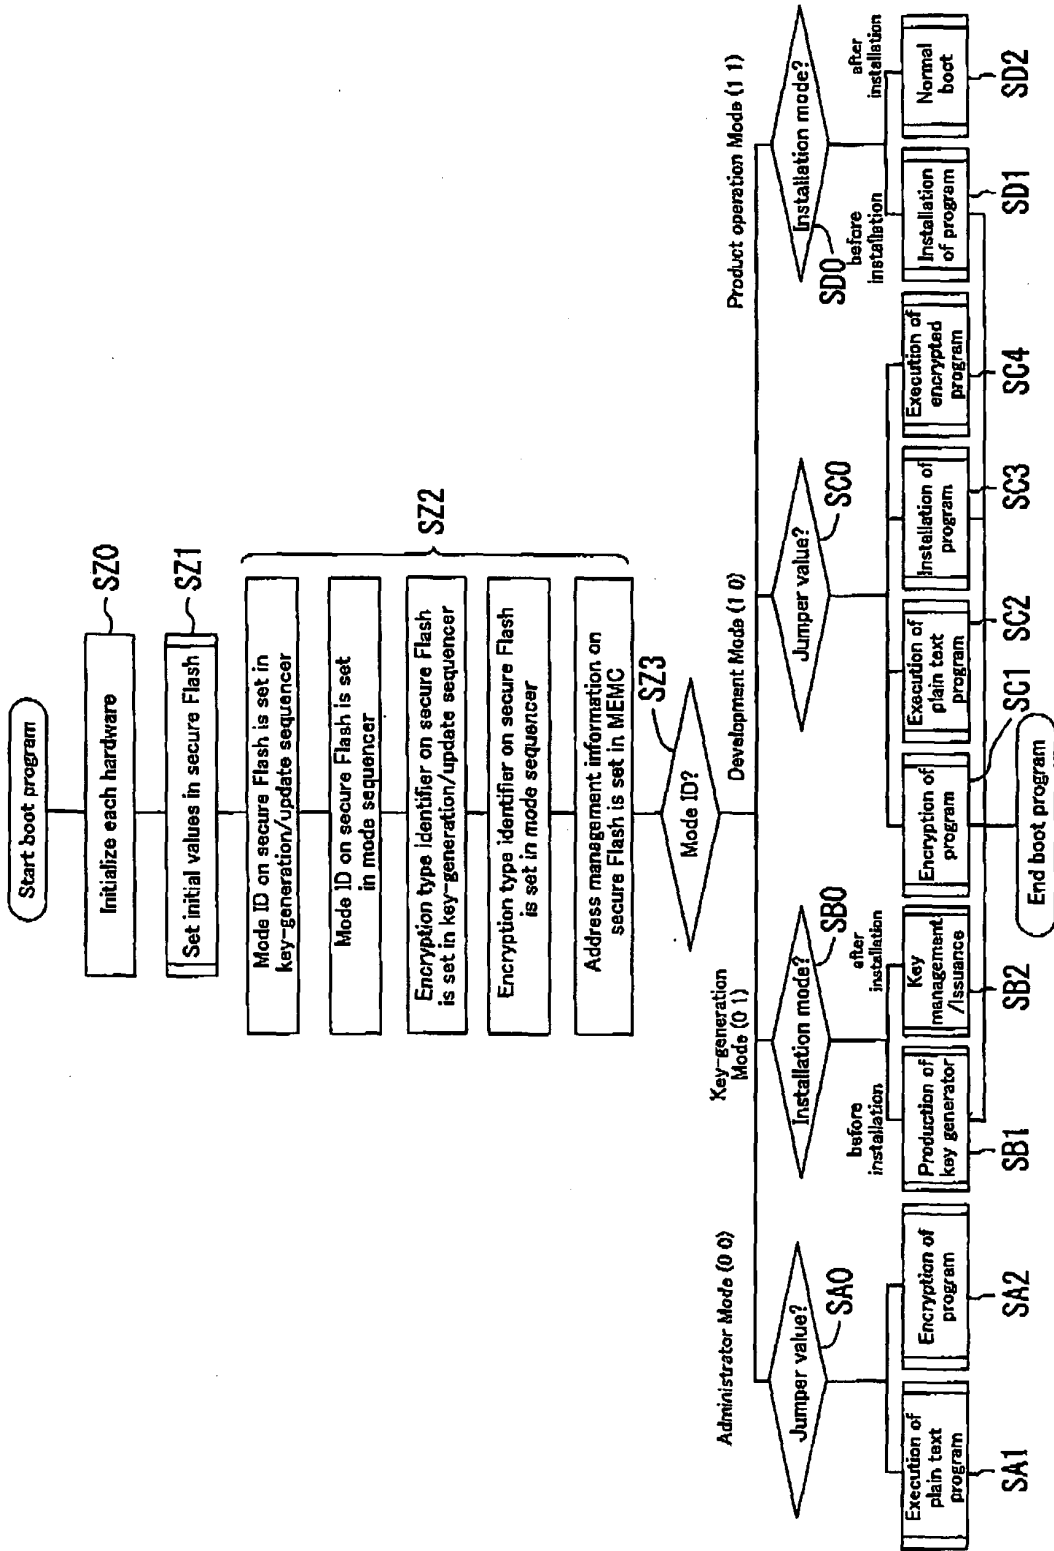 Start boot program
Initialize each hardware
SZ0
Set initial values in secure Flash
SZ1
Mode ID on secure Flash is set in
key-generation/update sequencer
Mode ID on secure Flash is set
in mode sequencer
Encryption type identifier on secure Flash
is set in key-generation/update sequencer
Encryption type identifier on secure Flash
is set in mode sequencer
Address management information on
secure Flash is set in MEMC
SZ2
Mode ID?
SZ3
Administrator Mode (0 0)
Key-generation
Mode (0 1)
Development Mode (1 0)
Product operation Mode (1 1)
Jumper value?
SA0
Installation mode?
SB0
Jumper value?
SC0
Installation mode?
SD0
before
installation
after
installation
before
installation
after
installation
Execution of
plain text
program
Encryption of
program
Production of
key generator
Key
management
/Issuance
Encryption of
program
Execution of
plain text
program
Installation of
program
Execution of
encrypted
program
Installation
of program
Normal
boot
SA1
SA2
SB1
SB2
SC1
SC2
SC3
SC4
SD1
SD2
End boot program